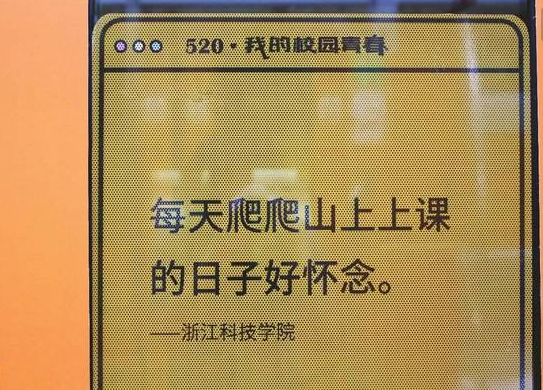 520·我的校园青春
每天爬爬山上上课
的日子好怀念。
——浙江科技学院